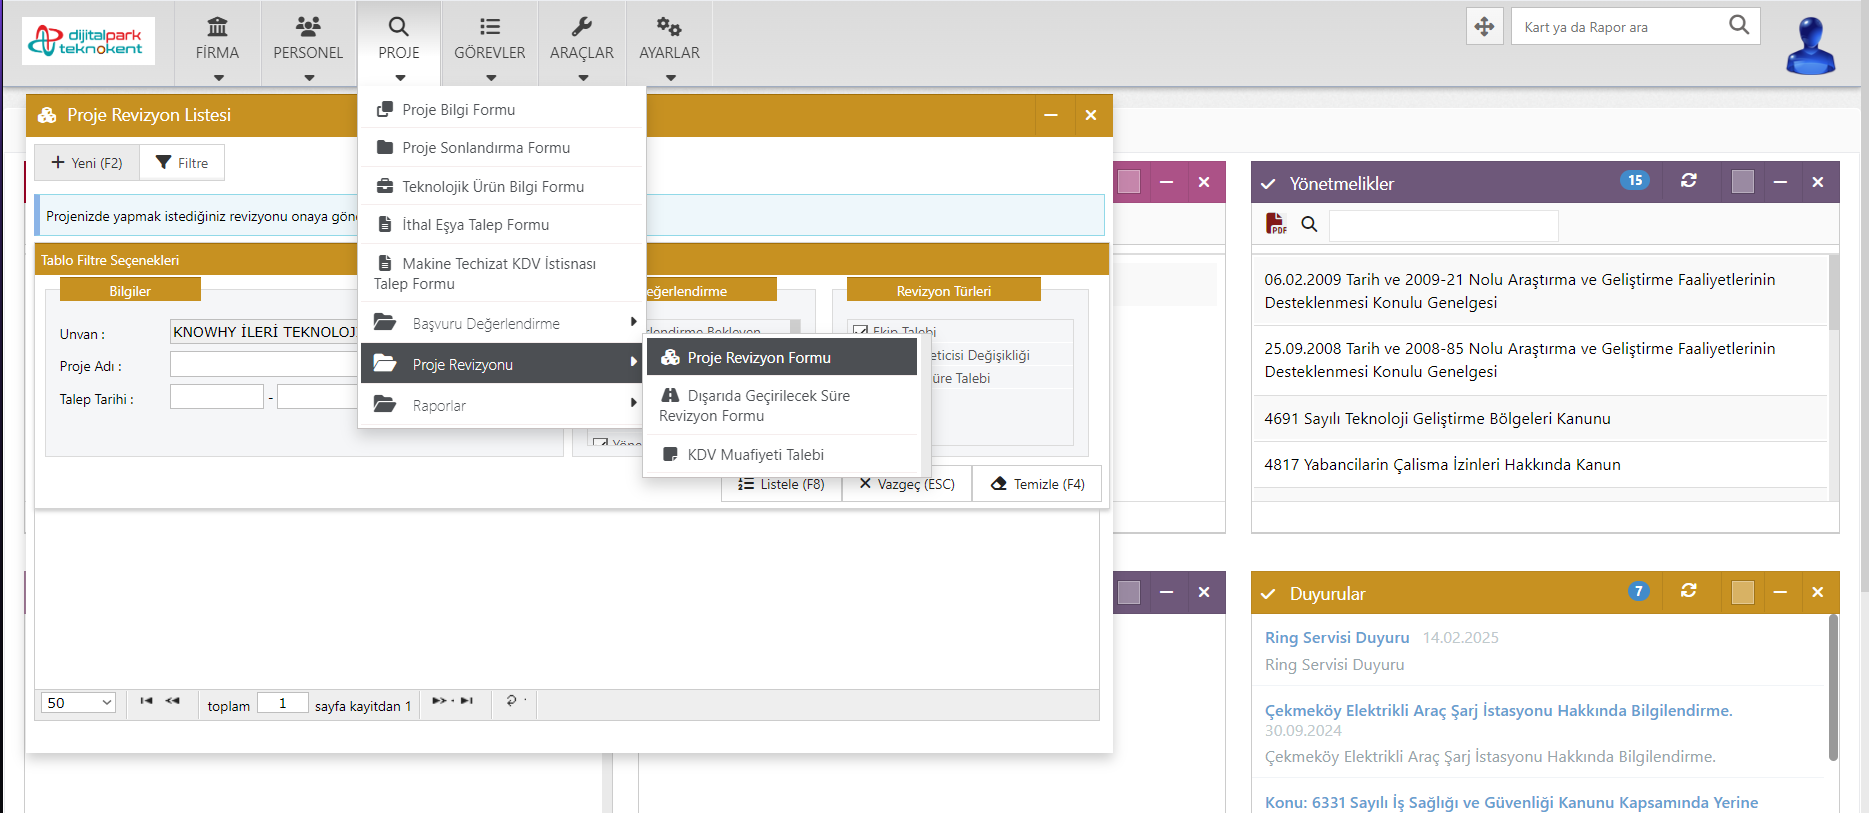 dijitalpark
teknokent
FİRMA
PERSONEL
PROJE
GÖREVLER
ARAÇLAR
AYARLAR
Kart ya da Rapor ara
Proje Revizyon Listesi
Yeni (F2)
Filtre
Projenizde yapmak istediğiniz revizyonu onaya
Tablo Filtre Seçenekleri
Bilgiler
Unvan :
KNOWHY İLERİ
Proje Adı :
Talep Tarihi :
-
Revizyon Türleri
Ekip Talebi
Değişikliği
Talebi
Listele (F8)
Vazgeç (ESC)
Temizle (F4)
50
toplam
1
sayfa kayitdan 1
Proje Bilgi Formu
Proje Sonlandırma Formu
Teknolojik Ürün Bilgi Formu
İthal Eşya Talep Formu
Makine Techizat KDV İstisnası
Talep Formu
Başvuru Değerlendirme
Proje Revizyonu
Raporlar
Proje Revizyon Formu
Dışarıda Geçirilecek Süre
Revizyon Formu
KDV Muafiyeti Talebi
Yönetmelikler
15
PDF
06.02.2009 Tarih ve 2009-21 Nolu Araştırma ve Geliştirme Faaliyetlerinin
Desteklenmesi Konulu Genelgesi
25.09.2008 Tarih ve 2008-85 Nolu Araştırma ve Geliştirme Faaliyetlerinin
Desteklenmesi Konulu Genelgesi
4691 Sayılı Teknoloji Geliştirme Bölgeleri Kanunu
4817 Yabancilarin Çalisma İzinleri Hakkında Kanun
Duyurular
7
Ring Servisi Duyuru 14.02.2025
Ring Servisi Duyuru
Çekmeköy Elektrikli Araç Şarj İstasyonu Hakkında Bilgilendirme.
30.09.2024
Çekmeköy Elektrikli Araç Şarj İstasyonu Hakkında Bilgilendirme.
Konu: 6331 Sayılı İş Sağlığı ve Güvenliği Kanunu Kapsamında Yerine